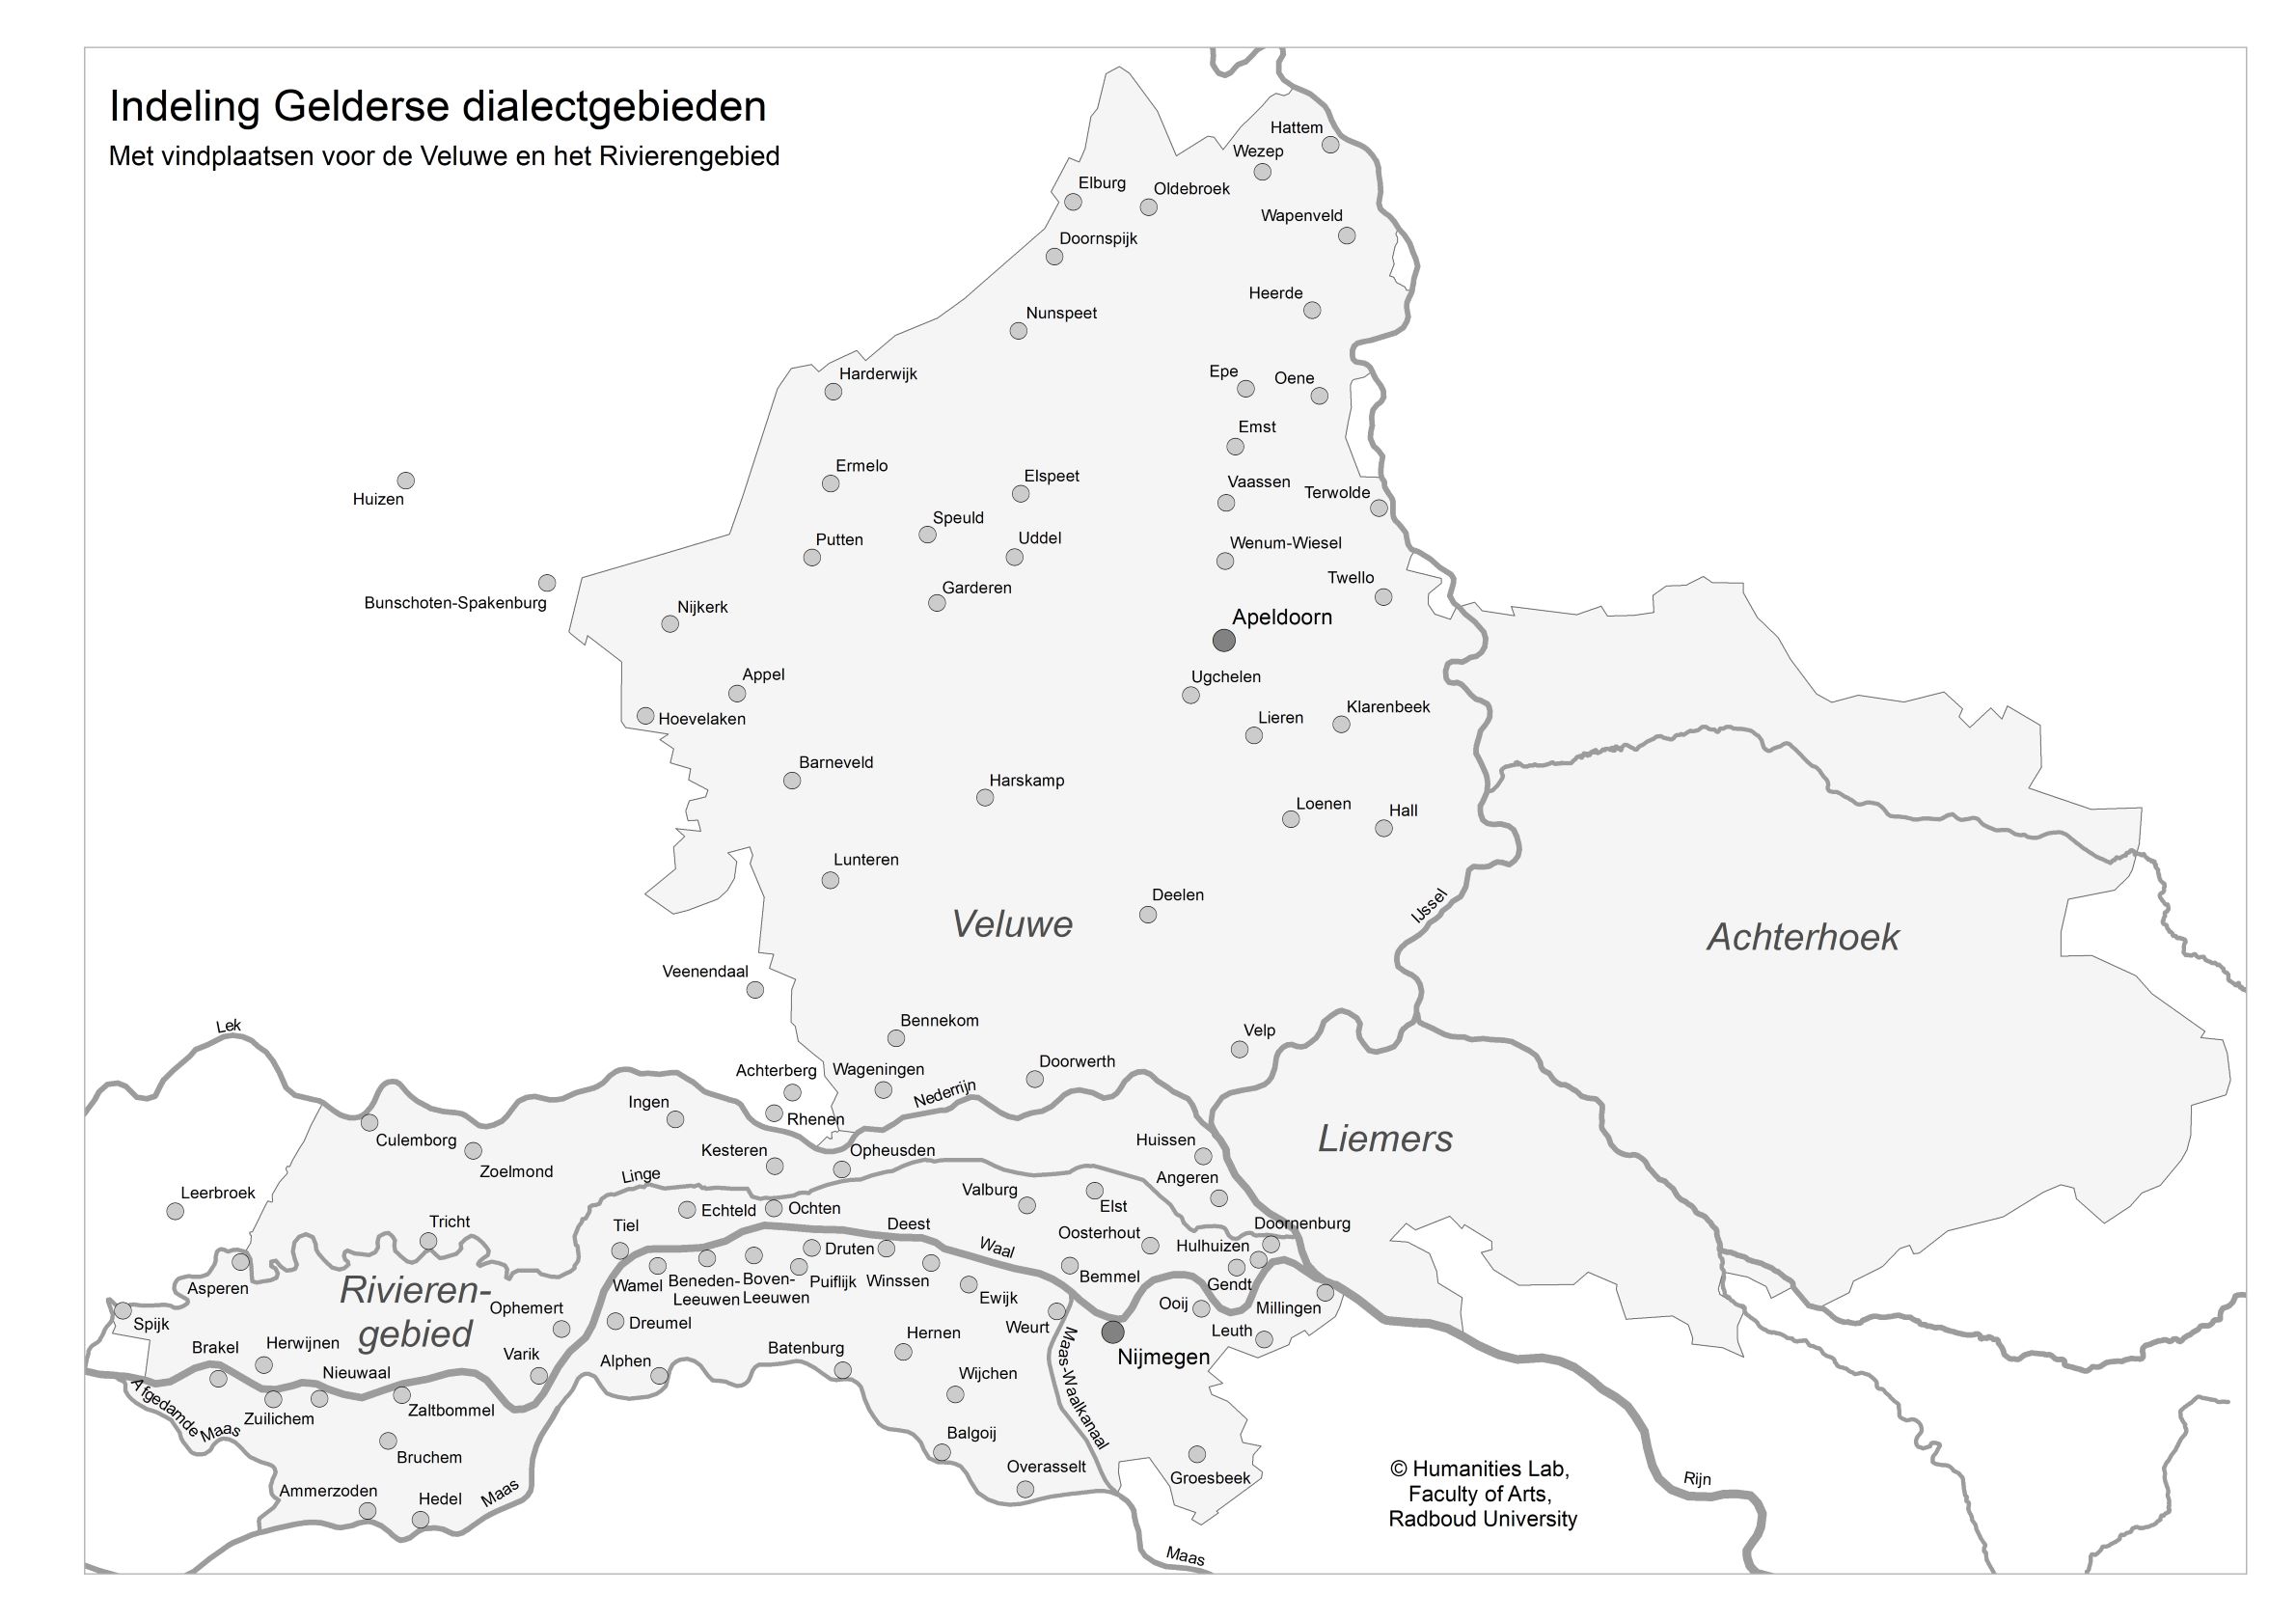 Indeling Gelderse dialectgebieden
Met vindplaatsen voor de Veluwe en het Rivierengebied
Hattem
Wezep
Elburg
Oldebroek
Wapenveld
Doornspijk
Heerde
Nunspeet
Harderwijk
Epe
Oene
Emst
Ermelo
Elspeet
Vaassen
Terwolde
Huizen
Speuld
Putten
Uddel
Wenum-Wiesel
Twello
Garderen
Bunschoten-Spakenburg
Nijkerk
Apeldoorn
Appel
Ugchelen
Hoevelaken
Lieren
Klarenbeek
Barneveld
Harskamp
Loenen
Hall
Lunteren
Deelen
IJssel
Veluwe
Achterhoek
Veenendaal
Lek
Bennekom
Velp
Achterberg
Wageningen
Doorwerth
Nederrijn
Ingen
Rhenen
Culemborg
Zoelmond
Kesteren
Opheusden
Huissen
Liemers
Linge
Angeren
Leerbroek
Valburg
Elst
Echteld
Ochten
Tricht
Tiel
Deest
Doornenburg
Oosterhout
Waal
Hulhuizen
Druten
Asperen
Wamel
Beneden-
Leeuwen
Boven-
Leeuwen
Puiflijk
Winssen
Bemmel
Gendt
Rivieren-
gebied
Ophemert
Ewijk
Ooij
Millingen
Spijk
Dreumel
Weurt
Leuth
Hernen
Brakel
Herwijnen
Batenburg
Nijmegen
Varik
Alphen
Nieuwaal
Wijchen
Maas-Waalkanaal
Afgedamde
Maas
Zuilichem
Zaltbommel
Balgoij
Bruchem
Overasselt
Groesbeek
Ammerzoden
Hedel
Maas
Rijn
© Humanities Lab,
Faculty of Arts,
Radboud University
Maas